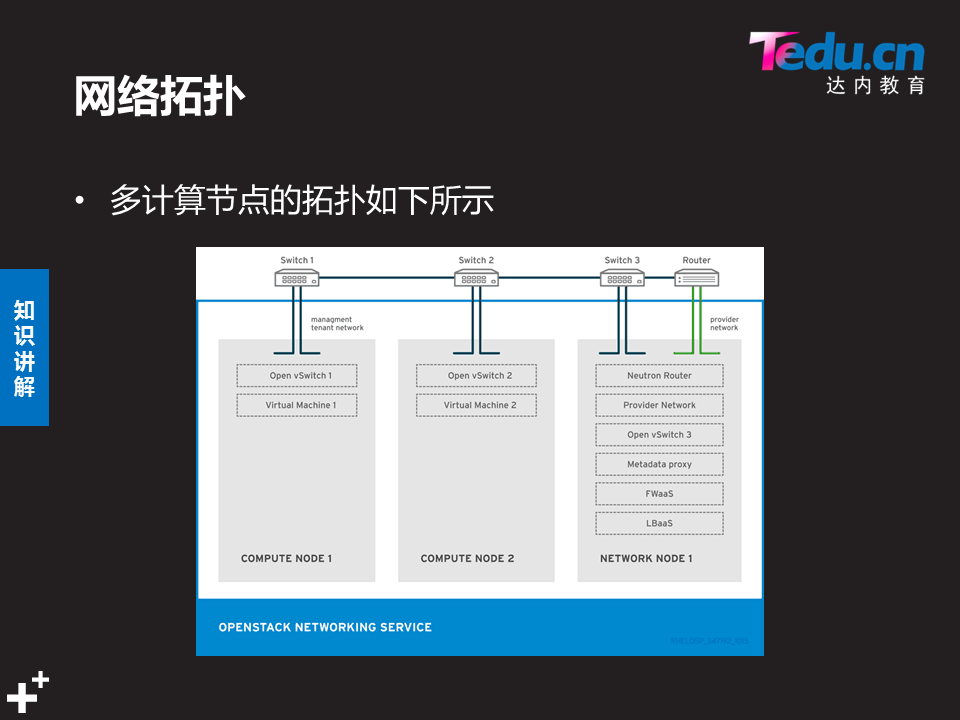 Tedu.cn
达内教育
网络拓扑
• 多计算节点的拓扑如下所示
知识讲解
Switch 1
Switch 2
Switch 3
Router
managment
tenant network
provider
network
Open vSwitch 1
Virtual Machine 1
COMPUTE NODE 1
Open vSwitch 2
Virtual Machine 2
COMPUTE NODE 2
Neutron Router
Provider Network
Open vSwitch 3
Metadata proxy
FWaaS
LBaaS
NETWORK NODE 1
OPENSTACK NETWORKING SERVICE